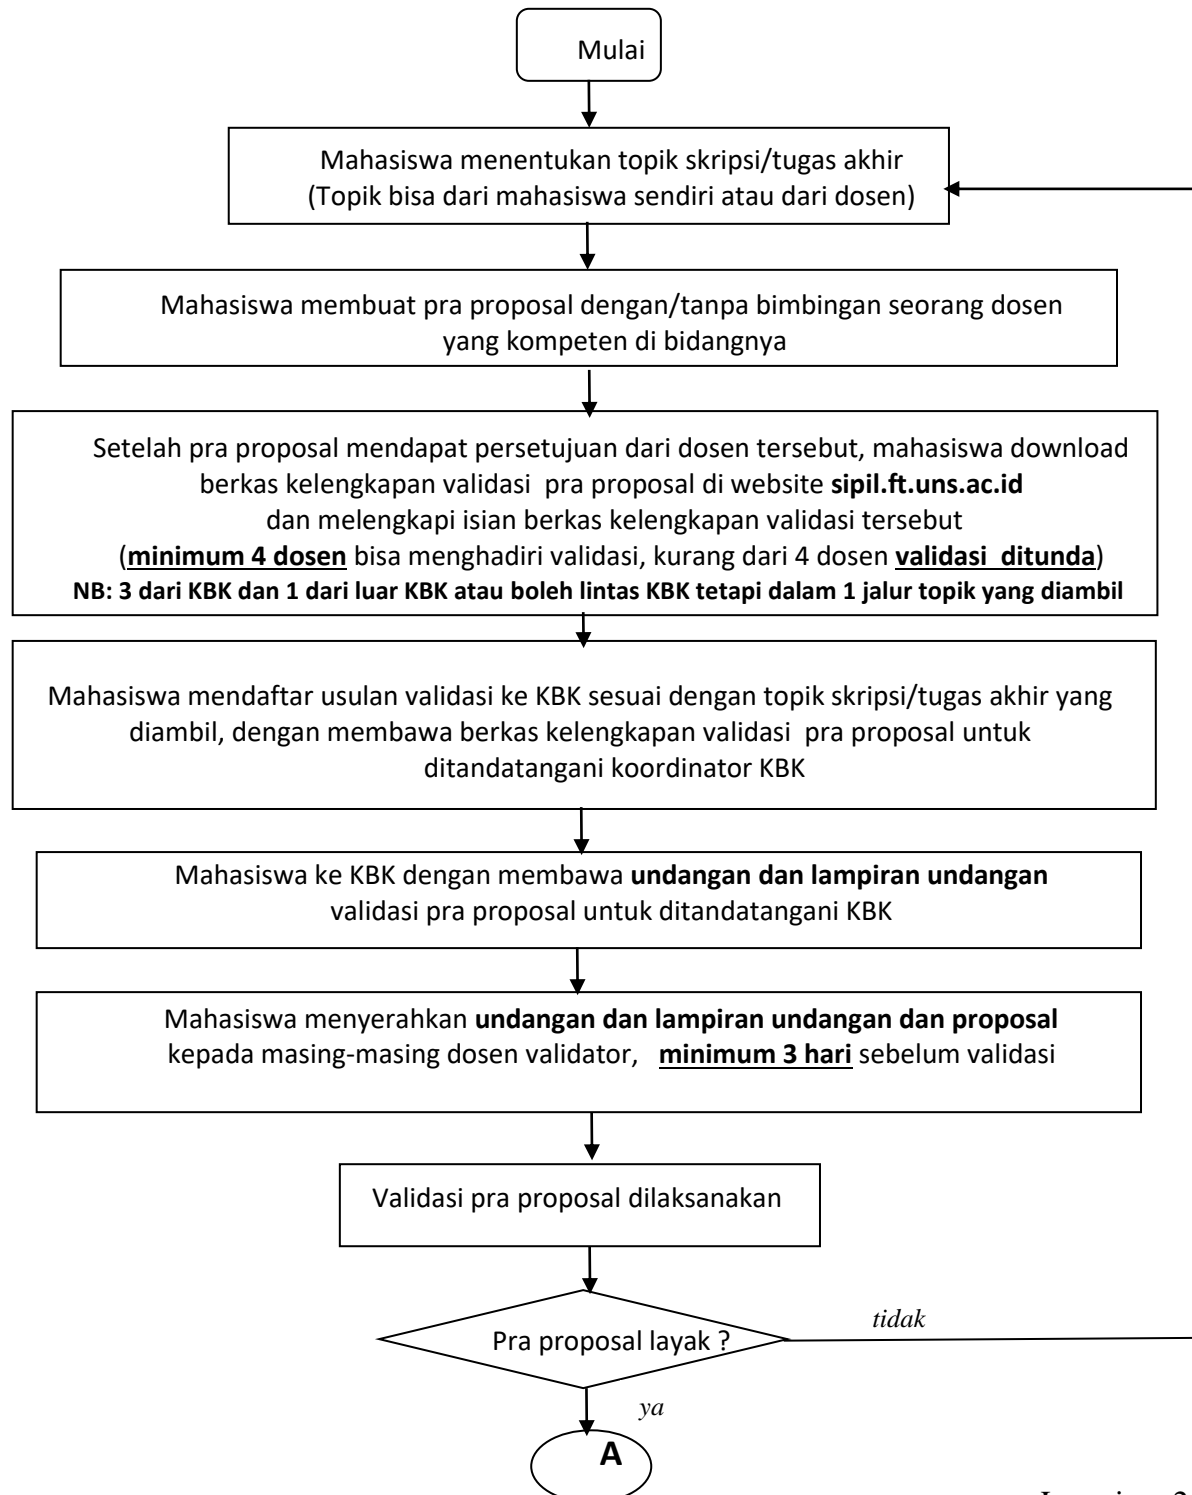 Mulai
Mahasiswa menentukan topik skripsi/tugas akhir
(Topik bisa dari mahasiswa sendiri atau dari dosen)
Mahasiswa membuat pra proposal dengan/tanpa bimbingan seorang dosen
yang kompeten di bidangnya
Setelah pra proposal mendapat persetujuan dari dosen tersebut, mahasiswa download
berkas kelengkapan validasi pra proposal di website sipil.ft.uns.ac.id
dan melengkapi isian berkas kelengkapan validasi tersebut
(minimum 4 dosen bisa menghadiri validasi, kurang dari 4 dosen validasi ditunda)
NB: 3 dari KBK dan 1 dari luar KBK atau boleh lintas KBK tetapi dalam 1 jalur topik yang diambil
Mahasiswa mendaftar usulan validasi ke KBK sesuai dengan topik skripsi/tugas akhir yang
diambil, dengan membawa berkas kelengkapan validasi pra proposal untuk
ditandatangani koordinator KBK
Mahasiswa ke KBK dengan membawa undangan dan lampiran undangan
validasi pra proposal untuk ditandatangani KBK
Mahasiswa menyerahkan undangan dan lampiran undangan dan proposal
kepada masing-masing dosen validator, minimum 3 hari sebelum validasi
Validasi pra proposal dilaksanakan
Pra proposal layak ?
tidak
ya
A